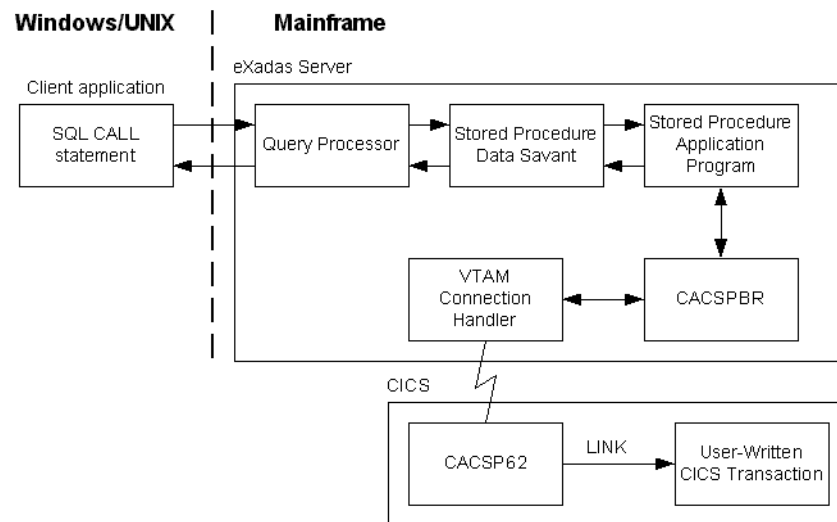 Windows/UNIX
Mainframe
eXadas Server
Client application
SQL CALL
statement
Query Processor
Stored Procedure
Data Savant
Stored Procedure
Application
Program
VTAM
Connection
Handler
CACSPBR
CICS
CACSP62
LINK
User-Written
CICS Transaction